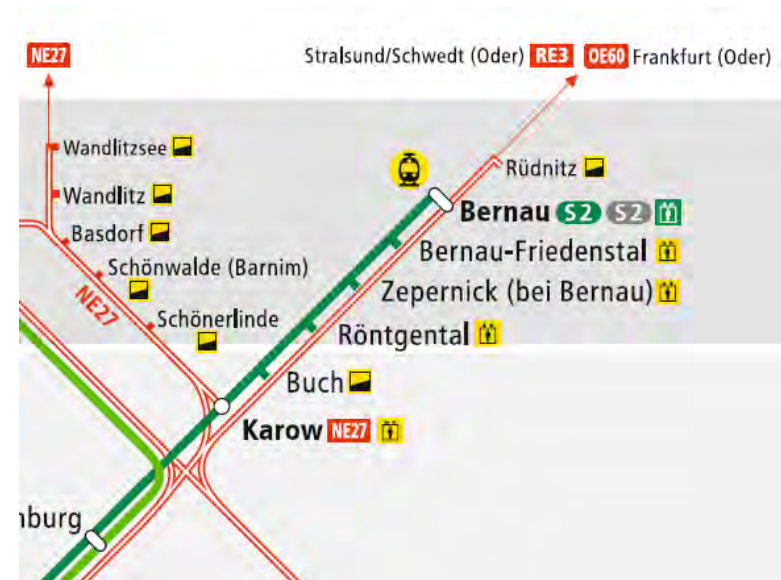 NE27
Stralsund/Schwedt (Oder) RE3 OE60 Frankfurt (Oder)
Wandlitzsee
Rüdnitz
Wandlitz
Bernau S2 S2
Basdorf
Bernau-Friedenstal
Schönwalde (Barnim)
Zepernick (bei Bernau)
NE27
Schönerlinde
Röntgental
Buch
Karow NE27
nburg